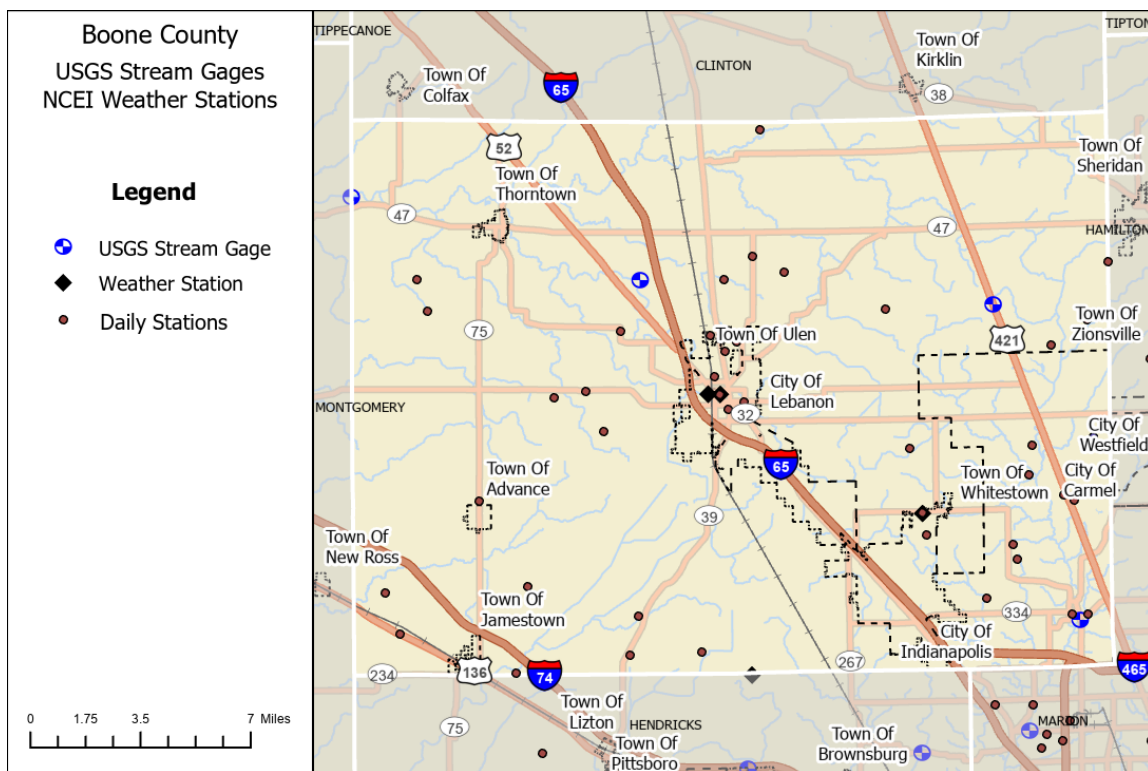 Boone County
USGS Stream Gages
NCEI Weather Stations
Legend
USGS Stream Gage
Weather Station
Daily Stations
0 1.75 3.5 7 Miles
TIPPECANOE
TIPTON
CLINTON
Town Of
Kirklin
Town Of
Colfax
65
38
52
Town Of
Sheridan
Town Of
Thorntown
47
47
HAMILTON
75
Town Of Ulen
Town Of
Zionsville
421
City Of
Lebanon
MONTGOMERY
32
City Of
Westfield
65
Town Of
Advance
Town Of
Whitestown
City Of
Carmel
39
Town Of
New Ross
Town Of
Jamestown
334
City Of
Indianapolis
234
136
74
267
465
Town Of
Lizton
75
HENDRICKS
MARION
Town Of
Pittsboro
Town Of
Brownsburg